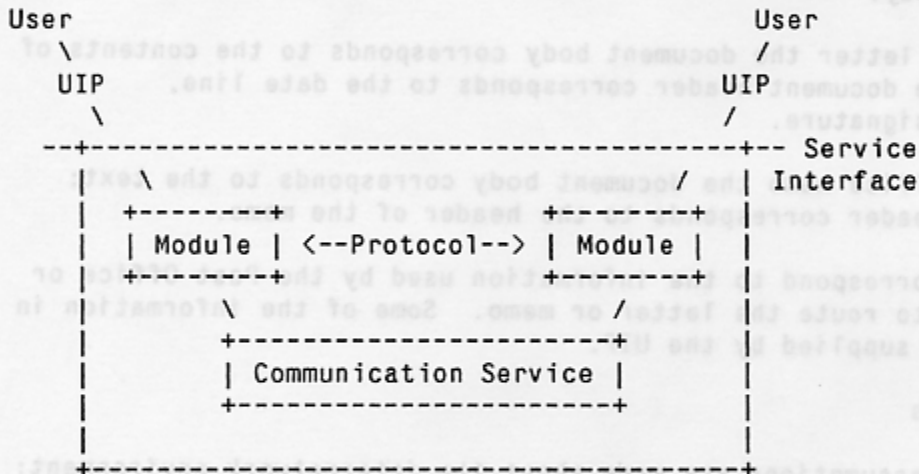 User User
UIP UIP
Service
Interface
Module <--Protocol--> Module
Communication Service